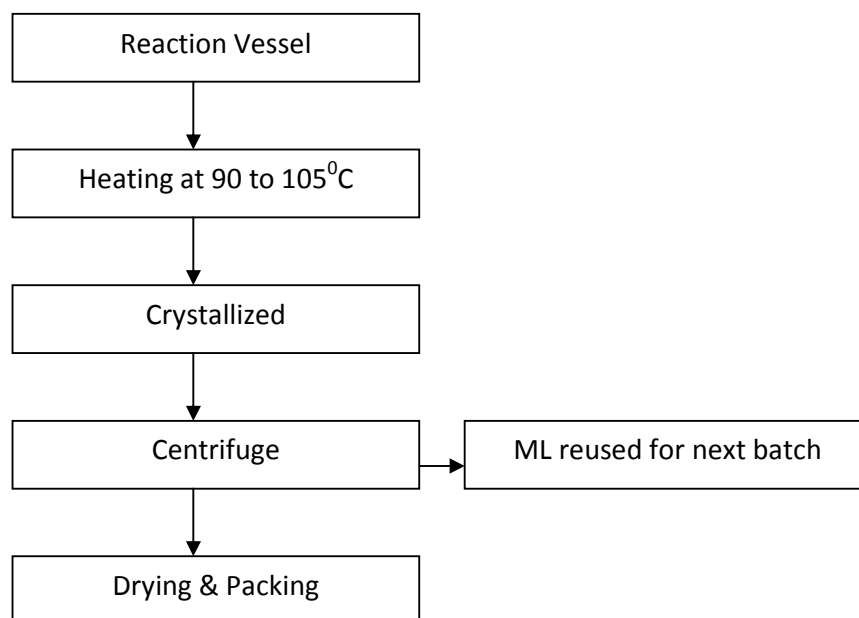 Reaction Vessel
Heating at 90 to 105⁰C
Crystallized
Centrifuge
ML reused for next batch
Drying & Packing